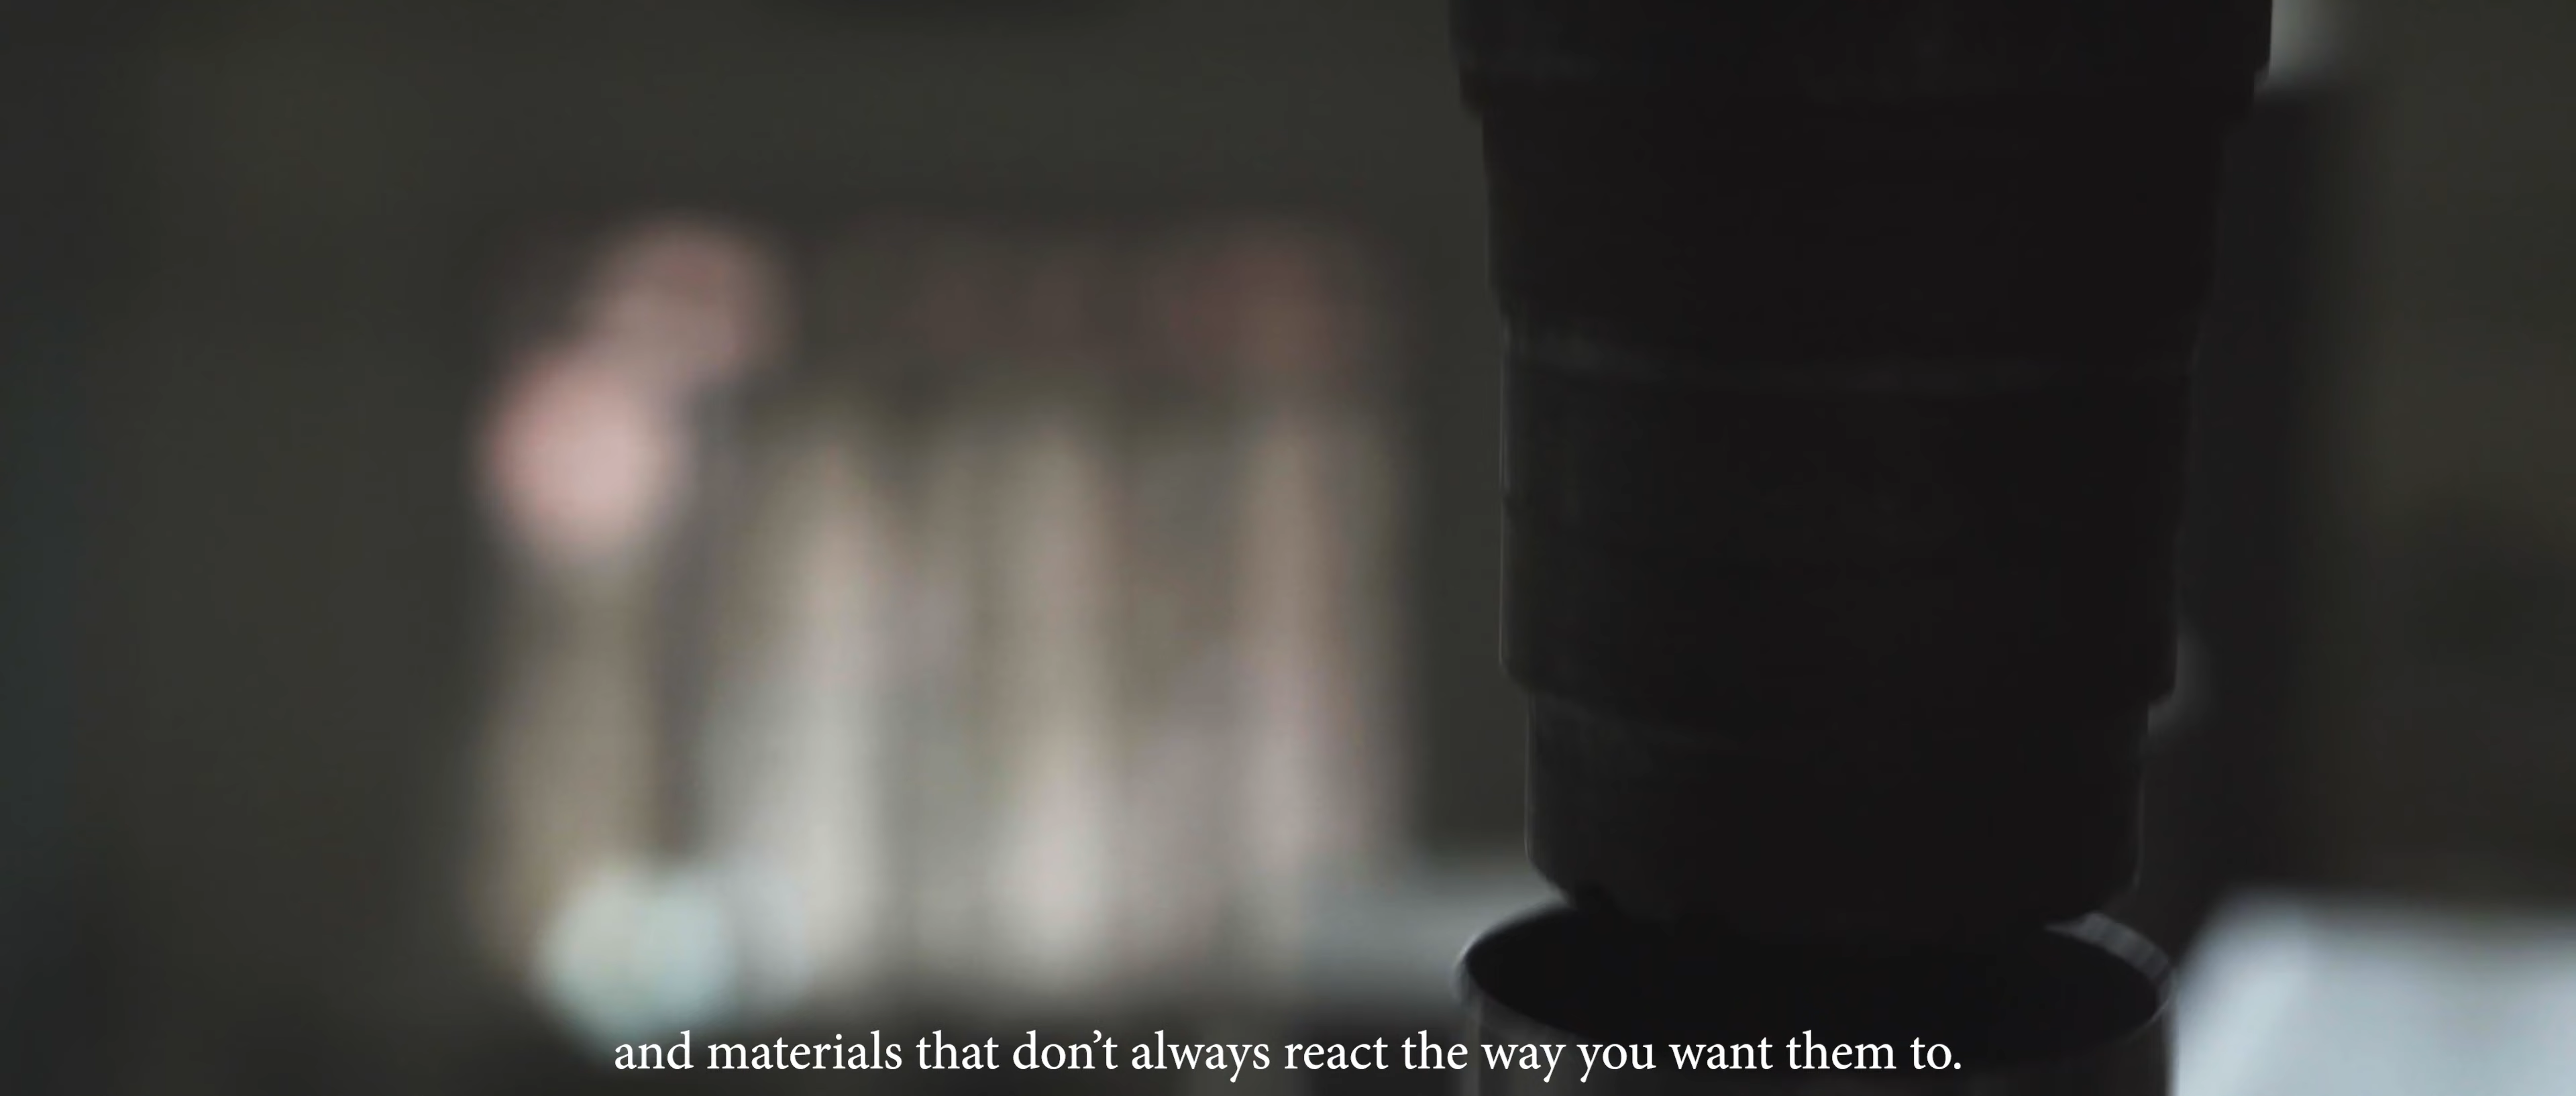 and materials that don’t always react the way you want them to.